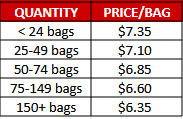 QUANTITY PRICE/BAG
< 24 bags $7.35
25-49 bags $7.10
50-74 bags $6.85
75-149 bags $6.60
150+ bags $6.35